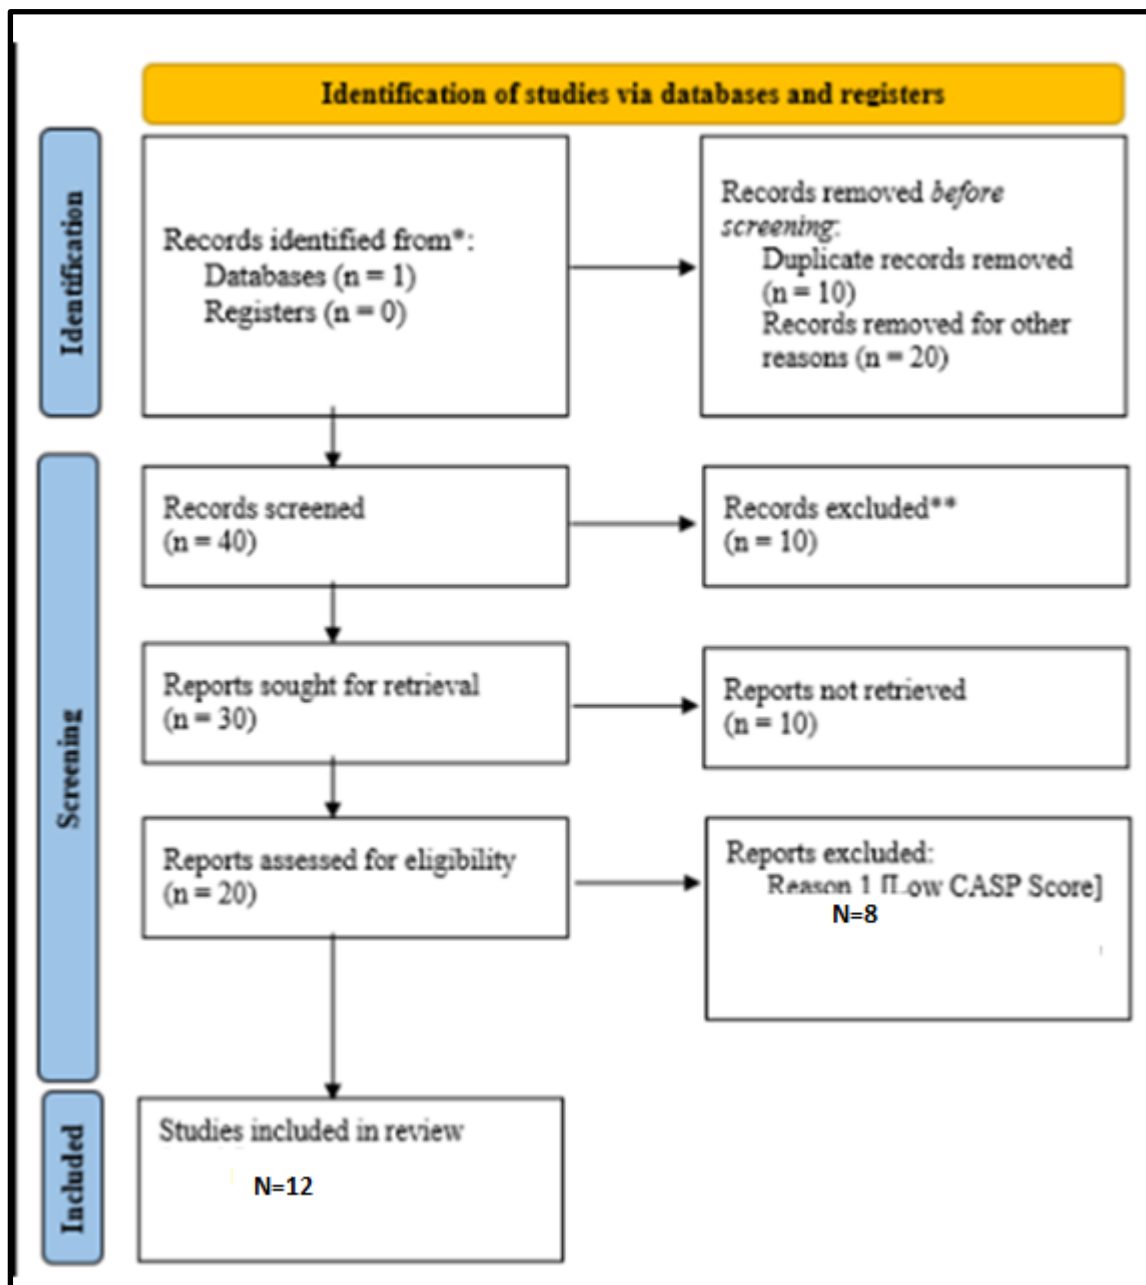 Identification of studies via databases and registers
Identification
Records identified from*:
Databases (n = 1)
Registers (n = 0)
Records removed before
screening:
Duplicate records removed
(n = 10)
Records removed for other
reasons (n = 20)
Screening
Records screened
(n = 40)
Records excluded**
(n = 10)
Reports sought for retrieval
(n = 30)
Reports not retrieved
(n = 10)
Reports assessed for eligibility
(n = 20)
Reports excluded:
Reason 1 [Low CASP Score]
N=8
Included
Studies included in review
N=12